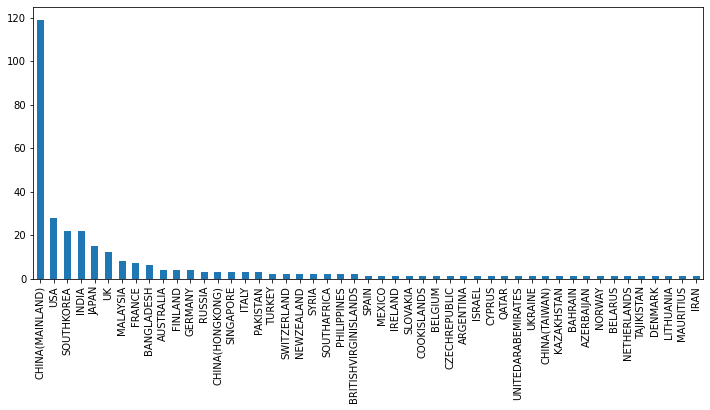 120
100
80
60
40
20
0
CHINA(MAINLAND)
USA
SOUTHKOREA
INDIA
JAPAN
UK
MALAYSIA
FRANCE
BANGLADESH
AUSTRALIA
FINLAND
GERMANY
RUSSIA
CHINA(HONGKONG)
SINGAPORE
ITALY
PAKISTAN
TURKEY
SWITZERLAND
NEWZEALAND
SYRIA
SOUTHAFRICA
PHILIPPINES
BRITISHVIRGINISLANDS
SPAIN
MEXICO
IRELAND
SLOVAKIA
COOKISLANDS
BELGIUM
CZECHREPUBLIC
ARGENTINA
ISRAEL
CYPRUS
QATAR
UNITEDARABEMIRATES
UKRAINE
CHINA(TAIWAN)
KAZAKHSTAN
BAHRAIN
AZERBAIJAN
NORWAY
BELARUS
NETHERLANDS
TAJIKISTAN
DENMARK
LITHUANIA
MAURITIUS
IRAN